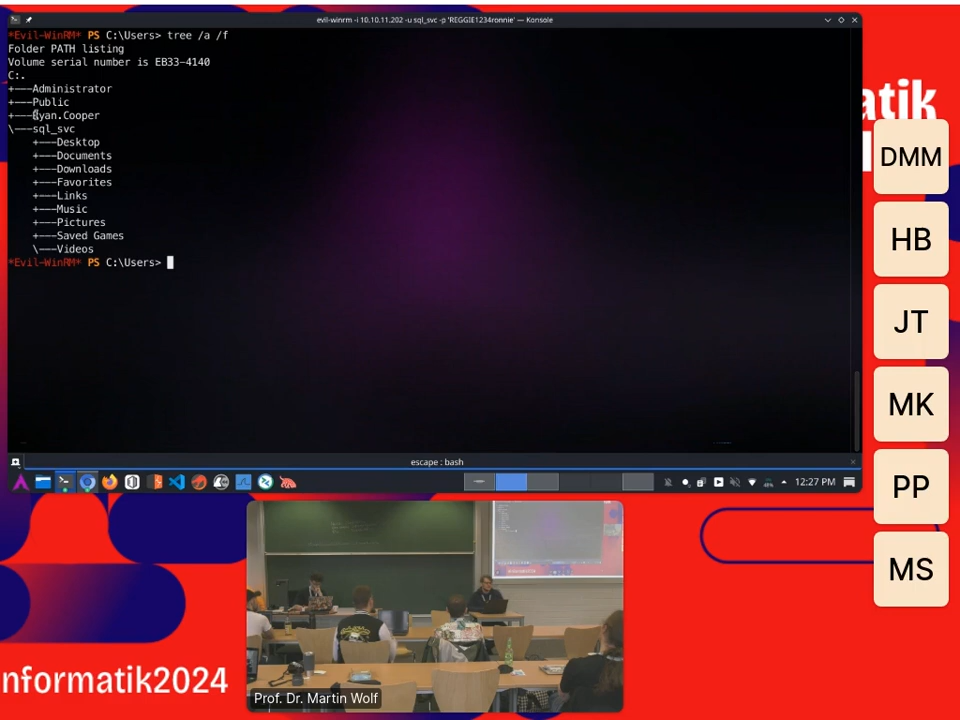 evil-winrm -i 10.10.11.202 -u sql_svc -p 'REGGIE1234ronnie' — Konsole
*Evil-WinRM* PS C:\Users> tree /a /f
Folder PATH listing
Volume serial number is EB33-4140
C:.
+---Administrator
+---Public
+---Ryan.Cooper
\---sql_svc
    +---Desktop
    +---Documents
    +---Downloads
    +---Favorites
    +---Links
    +---Music
    +---Pictures
    +---Saved Games
    \---Videos
*Evil-WinRM* PS C:\Users>
atik
DMM
HB
JT
MK
PP
MS
escape : bash
12:27 PM
nformatik2024
Prof. Dr. Martin Wolf